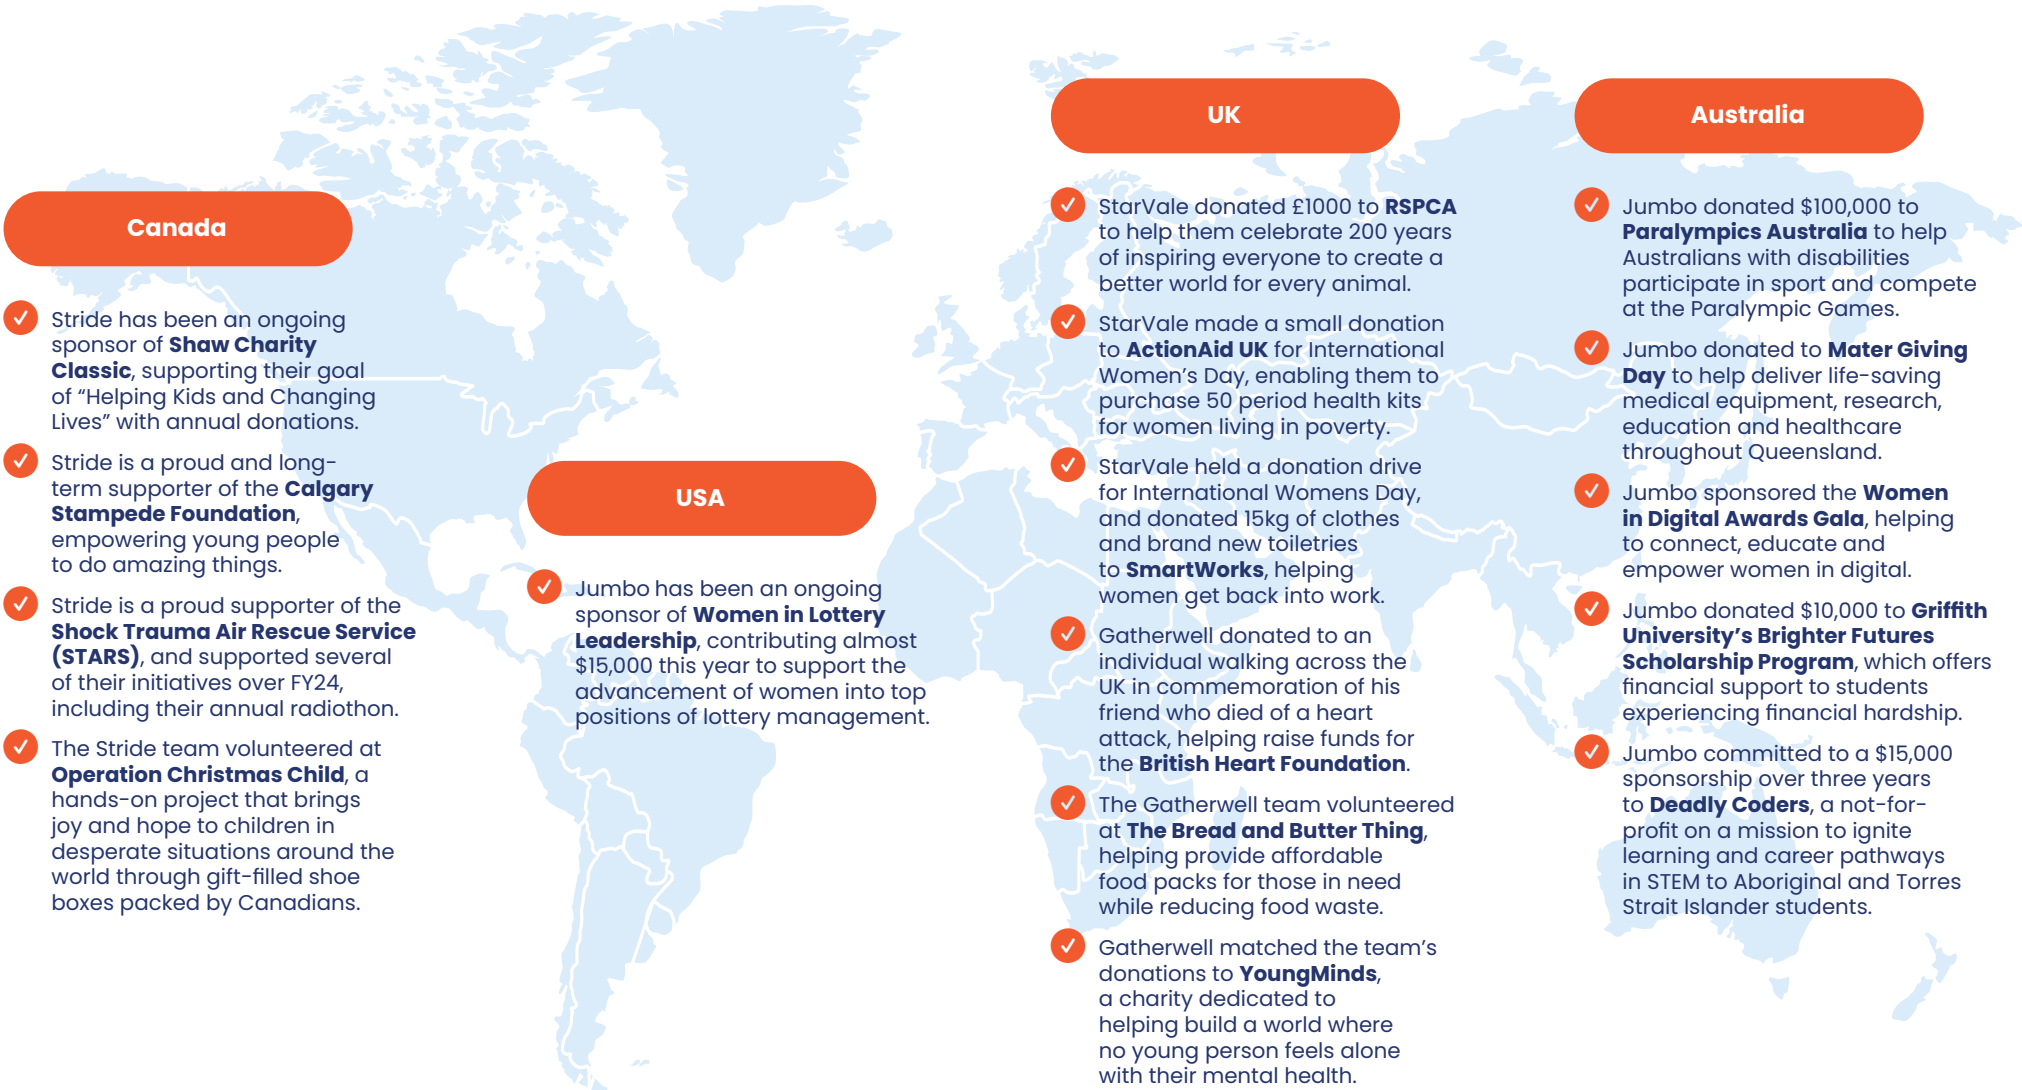 Canada
Stride has been an ongoing
sponsor of Shaw Charity
Classic, supporting their goal
of “Helping Kids and Changing
Lives” with annual donations.
Stride is a proud and long-
term supporter of the Calgary
Stampede Foundation,
empowering young people
to do amazing things.
Stride is a proud supporter of the
Shock Trauma Air Rescue Service
(STARS), and supported several
of their initiatives over FY24,
including their annual radiothon.
The Stride team volunteered at
Operation Christmas Child, a
hands-on project that brings
joy and hope to children in
desperate situations around the
world through gift-filled shoe
boxes packed by Canadians.
USA
Jumbo has been an ongoing
sponsor of Women in Lottery
Leadership, contributing almost
$15,000 this year to support the
advancement of women into top
positions of lottery management.
UK
StarVale donated £1000 to RSPCA
to help them celebrate 200 years
of inspiring everyone to create a
better world for every animal.
StarVale made a small donation
to ActionAid UK for International
Women’s Day, enabling them to
purchase 50 period health kits
for women living in poverty.
StarVale held a donation drive
for International Womens Day,
and donated 15kg of clothes
and brand new toiletries
to SmartWorks, helping
women get back into work.
Gatherwell donated to an
individual walking across the
UK in commemoration of his
friend who died of a heart
attack, helping raise funds for
the British Heart Foundation.
The Gatherwell team volunteered
at The Bread and Butter Thing,
helping provide affordable
food packs for those in need
while reducing food waste.
Gatherwell matched the team’s
donations to YoungMinds,
a charity dedicated to
helping build a world where
no young person feels alone
with their mental health.
Australia
Jumbo donated $100,000 to
Paralympics Australia to help
Australians with disabilities
participate in sport and compete
at the Paralympic Games.
Jumbo donated to Mater Giving
Day to help deliver life-saving
medical equipment, research,
education and healthcare
throughout Queensland.
Jumbo sponsored the Women
in Digital Awards Gala, helping
to connect, educate and
empower women in digital.
Jumbo donated $10,000 to Griffith
University’s Brighter Futures
Scholarship Program, which offers
financial support to students
experiencing financial hardship.
Jumbo committed to a $15,000
sponsorship over three years
to Deadly Coders, a not-for-
profit on a mission to ignite
learning and career pathways
in STEM to Aboriginal and Torres
Strait Islander students.